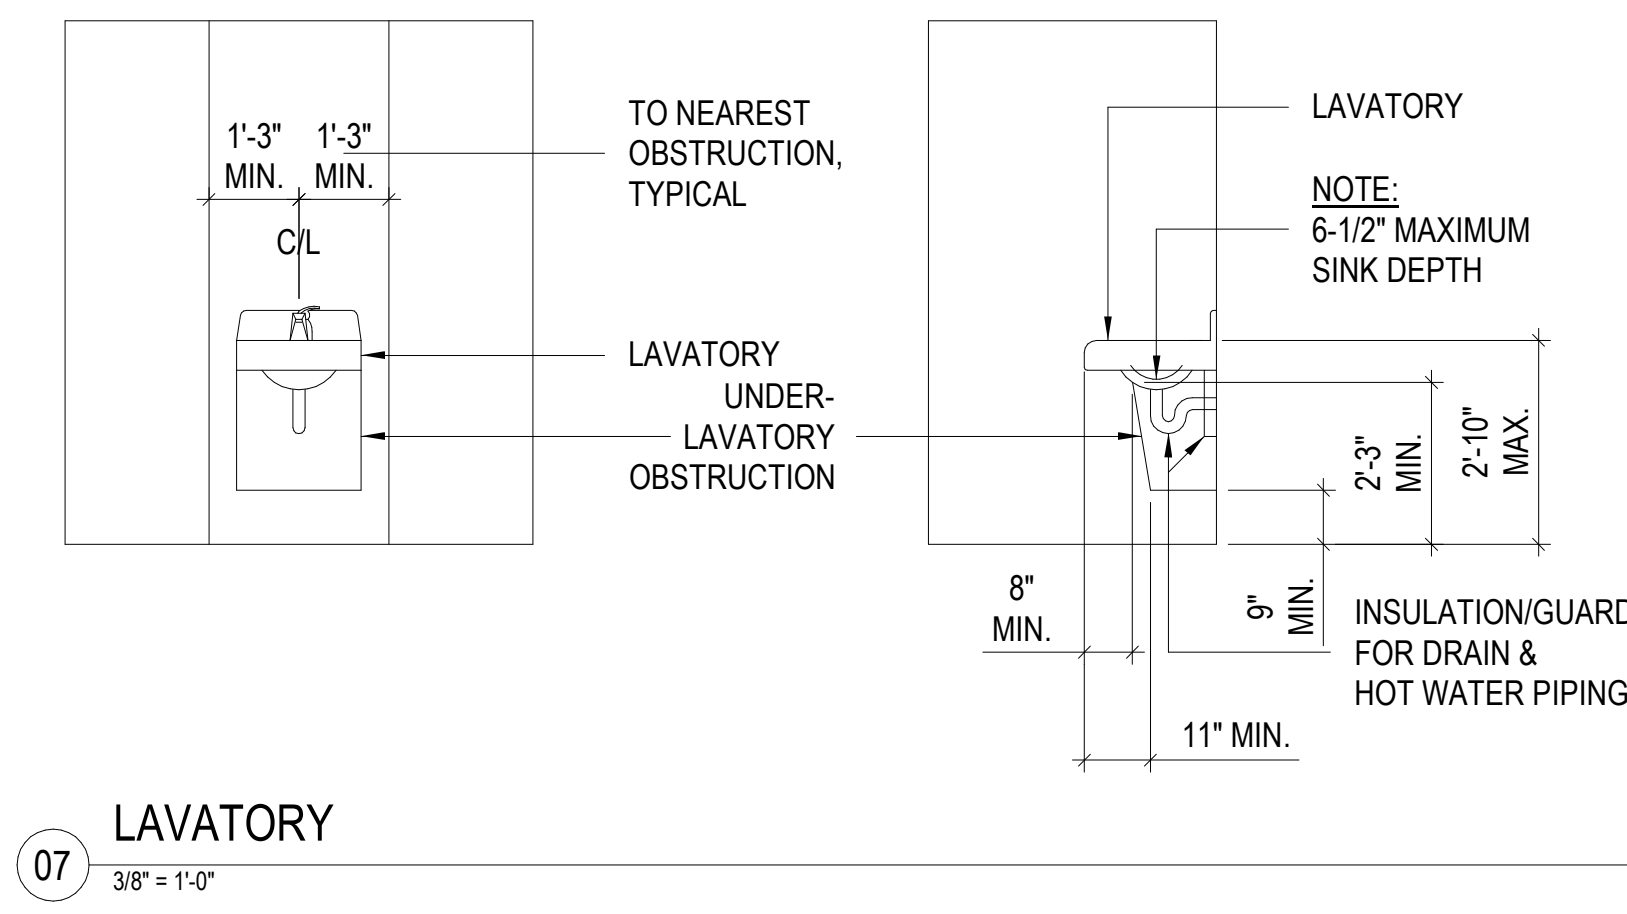 1'-3"
MIN.
1'-3"
MIN.
C/L
TO NEAREST
OBSTRUCTION,
TYPICAL
LAVATORY
UNDER-
LAVATORY
OBSTRUCTION
LAVATORY
NOTE:
6-1/2" MAXIMUM
SINK DEPTH
2'-3"
MIN.
2'-10"
MAX.
8"
MIN.
9"
MIN.
INSULATION/GUARD
FOR DRAIN &
HOT WATER PIPING
11" MIN.
07
LAVATORY
3/8" = 1'-0"